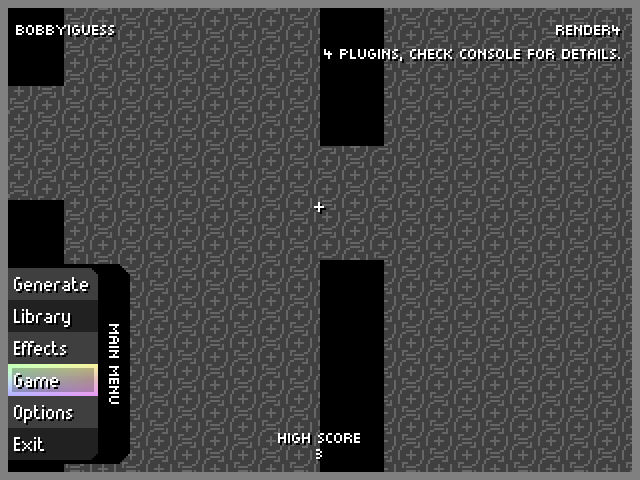 BOBBYIGUESS
RENDER4
4 PLUGINS, CHECK CONSOLE FOR DETAILS.
Generate
Library
Effects
Game
Options
Exit
MAIN MENU
HIGH SCORE
3